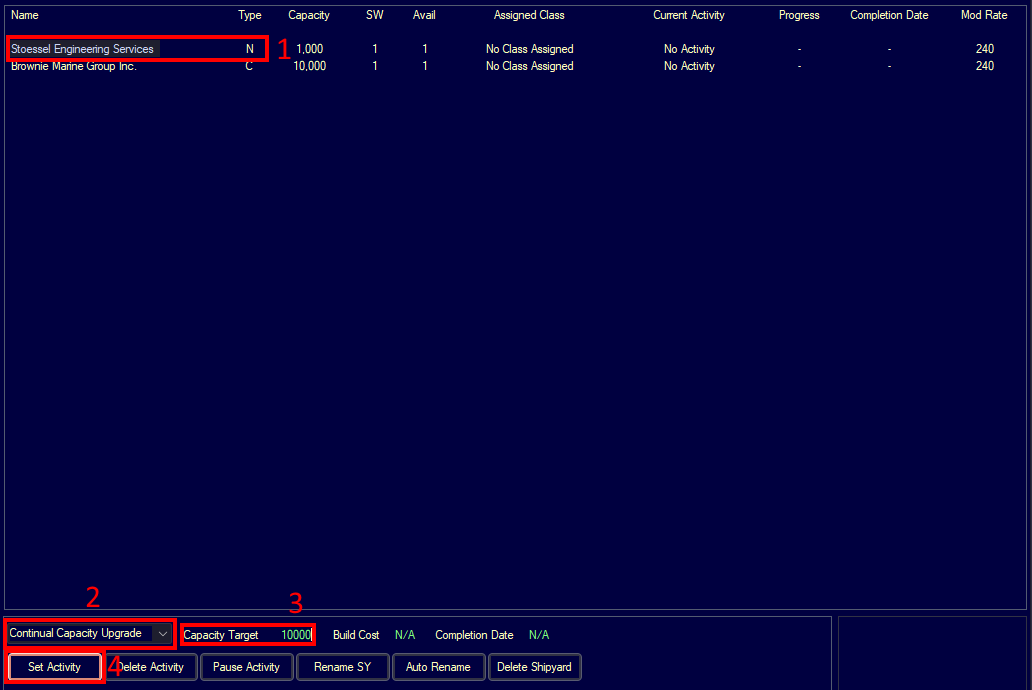 Name Type Capacity SW Avail Assigned Class Current Activity Progress Completion Date Mod Rate
Stoessel Engineering Services N 1 1,000 1 1 No Class Assigned No Activity - - 240
Brownie Marine Group Inc. C 10,000 1 1 No Class Assigned No Activity - - 240
2 3
Continual Capacity Upgrade Capacity Target 10000 Build Cost N/A Completion Date N/A
Set Activity 4 Delete Activity Pause Activity Rename SY Auto Rename Delete Shipyard